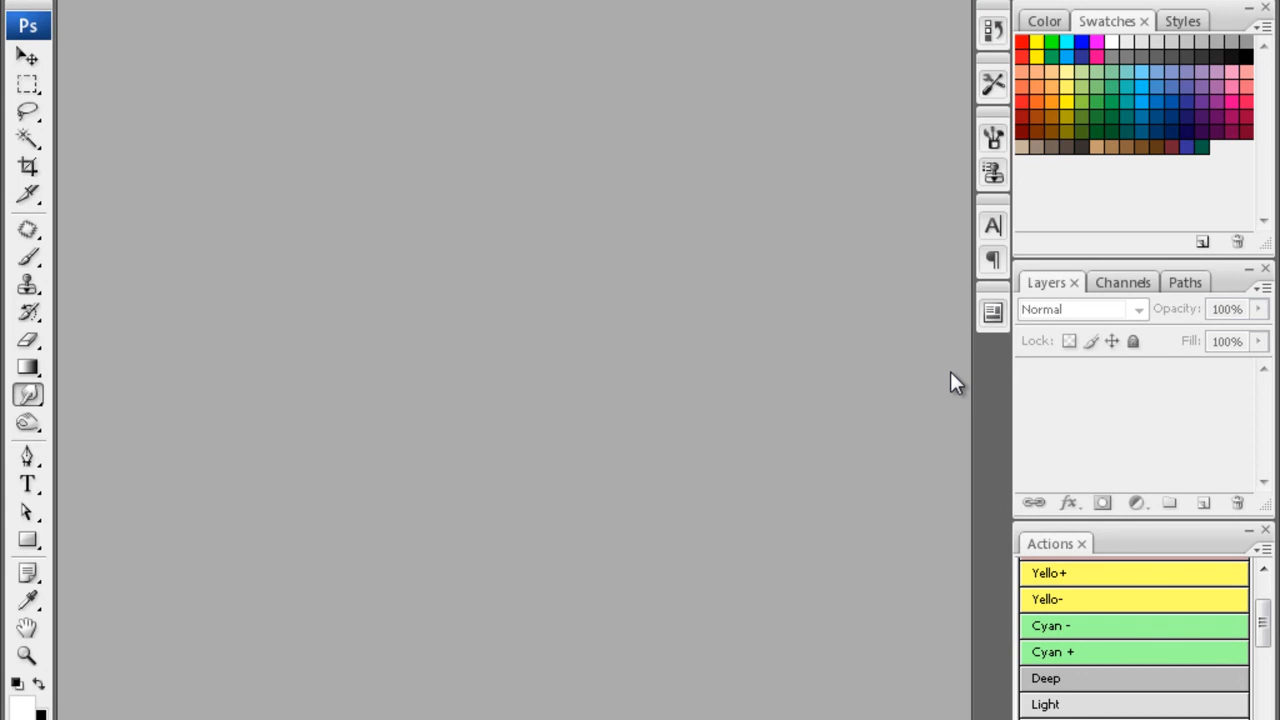 Ps
Color
Swatches
Styles
Layers
Channels
Paths
Normal
Opacity: 100%
Lock:
Fill: 100%
Actions
Yello+
Yello-
Cyan -
Cyan +
Deep
Light